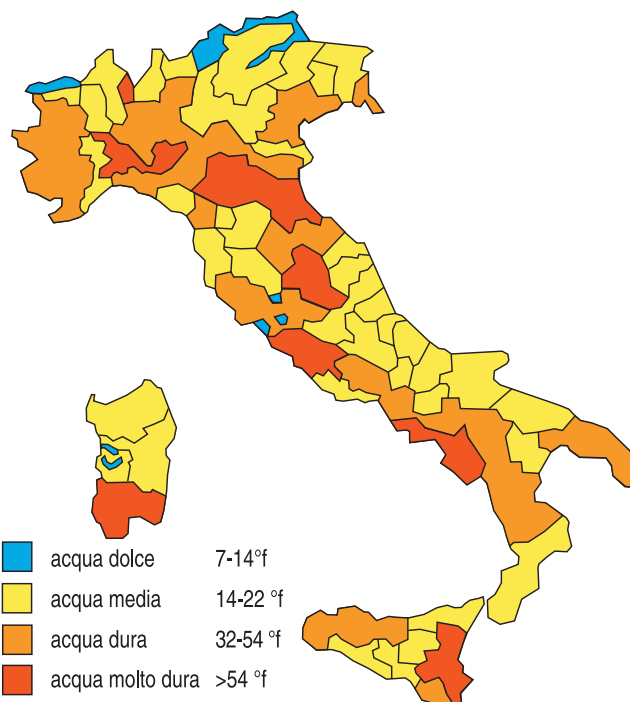 acqua dolce 7-14°f
acqua media 14-22 °f
acqua dura 32-54 °f
acqua molto dura >54 °f